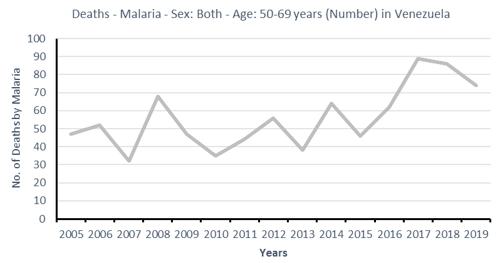 Deaths - Malaria - Sex: Both - Age: 50-69 years (Number) in Venezuela
No. of Deaths by Malaria
100
90
80
70
60
50
40
30
20
10
0
2005 2006 2007 2008 2009 2010 2011 2012 2013 2014 2015 2016 2017 2018 2019
Years